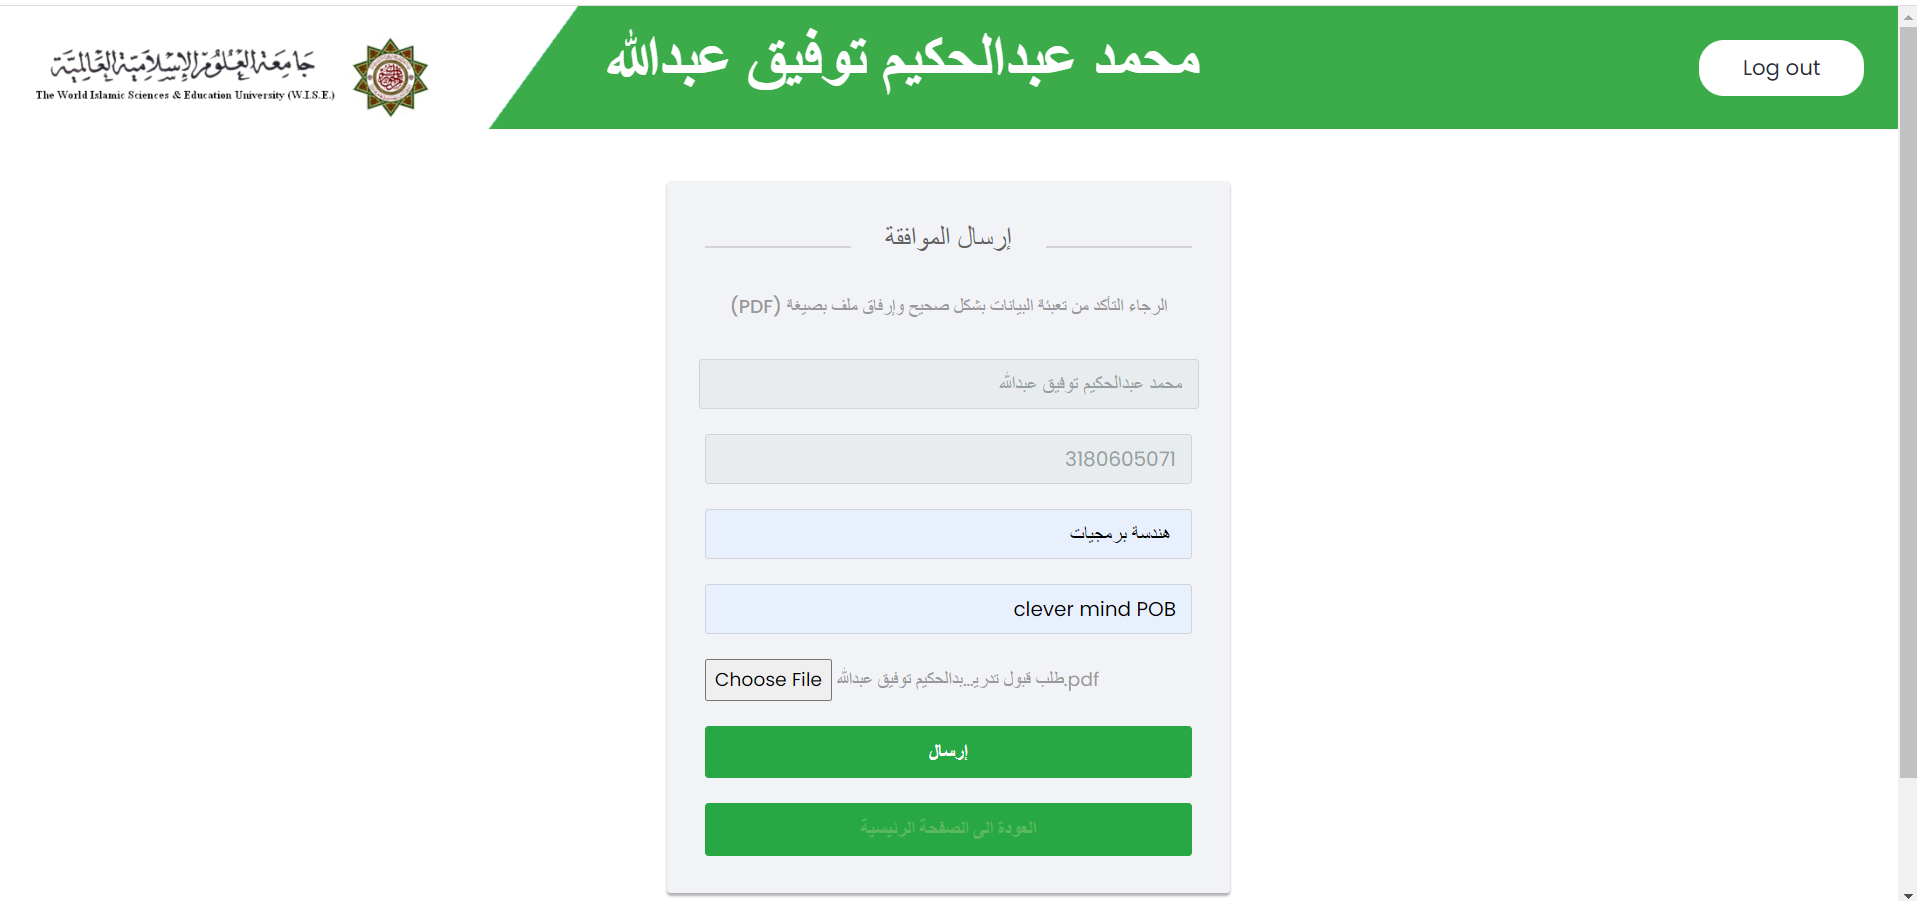 جامعة العلوم الإسلامية العالمية
The World Islamic Sciences & Education University (W.I.S.E.)
محمد عبدالحكيم توفيق عبدالله
Log out
إرسال الموافقة
الرجاء التأكد من تعبئة البيانات بشكل صحيح وإرفاق ملف بصيغة (PDF)
محمد عبدالحكيم توفيق عبدالله
3180605071
هندسة برمجيات
clever mind POB
Choose File طلب قبول تدريـ...بدالحكيم توفيق عبدالله.pdf
إرسال
العودة الى الصفحة الرئيسية